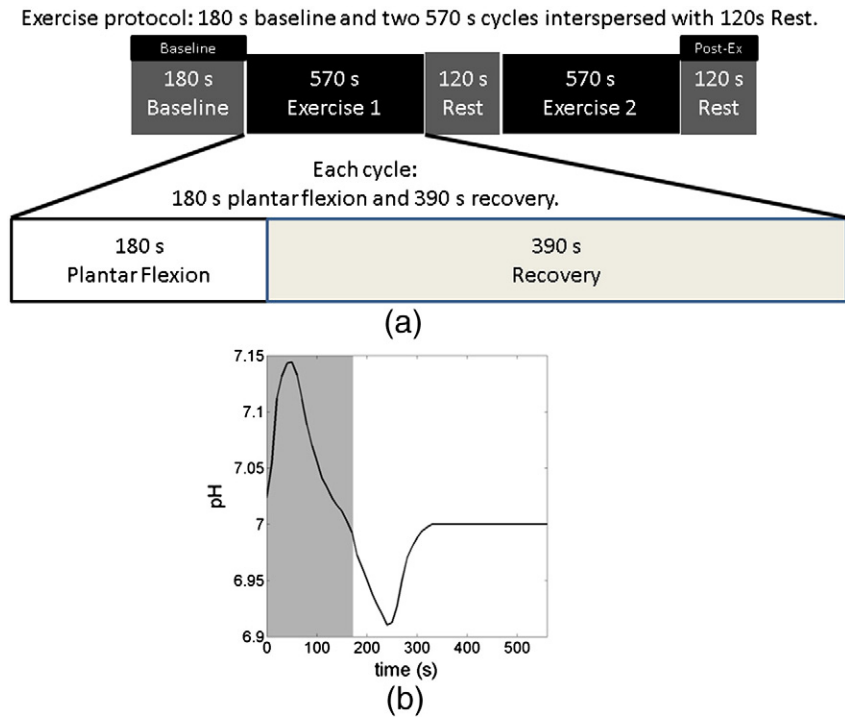 Exercise protocol: 180 s baseline and two 570 s cycles interspersed with 120s Rest.
Baseline
Post-Ex
180 s
Baseline
570 s
Exercise 1
120 s
Rest
570 s
Exercise 2
120 s
Rest
Each cycle:
180 s plantar flexion and 390 s recovery.
180 s
Plantar Flexion
390 s
Recovery
(a)
7.15
7.1
7.05
7
6.95
6.9
pH
0 100 200 300 400 500
time (s)
(b)